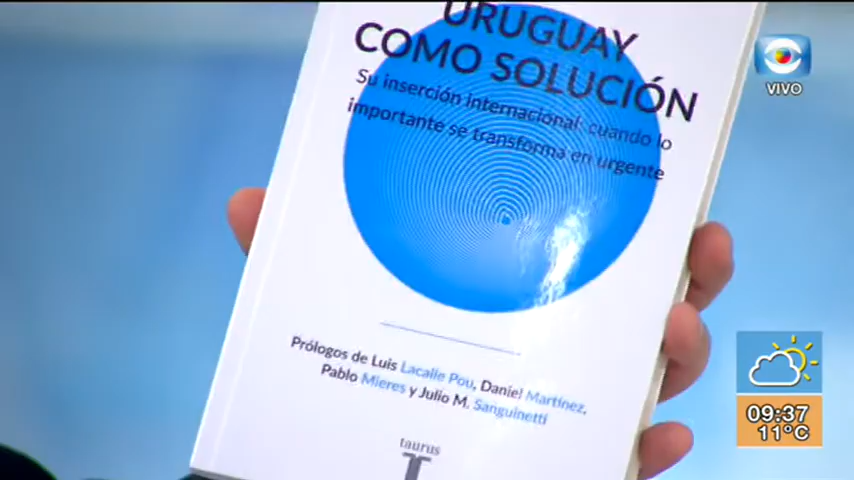 URUGUAY
COMO SOLUCIÓN
Su inserción internacional: cuando lo
importante se transforma en urgente
Prólogos de Luis Lacalle Pou, Daniel Martínez,
Pablo Mieres y Julio M. Sanguinetti
taurus
T
VIVO
09:37
11°C